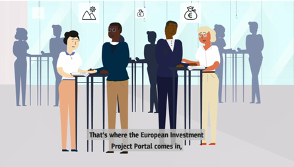 That's where the European Investment
Project Portal comes in,